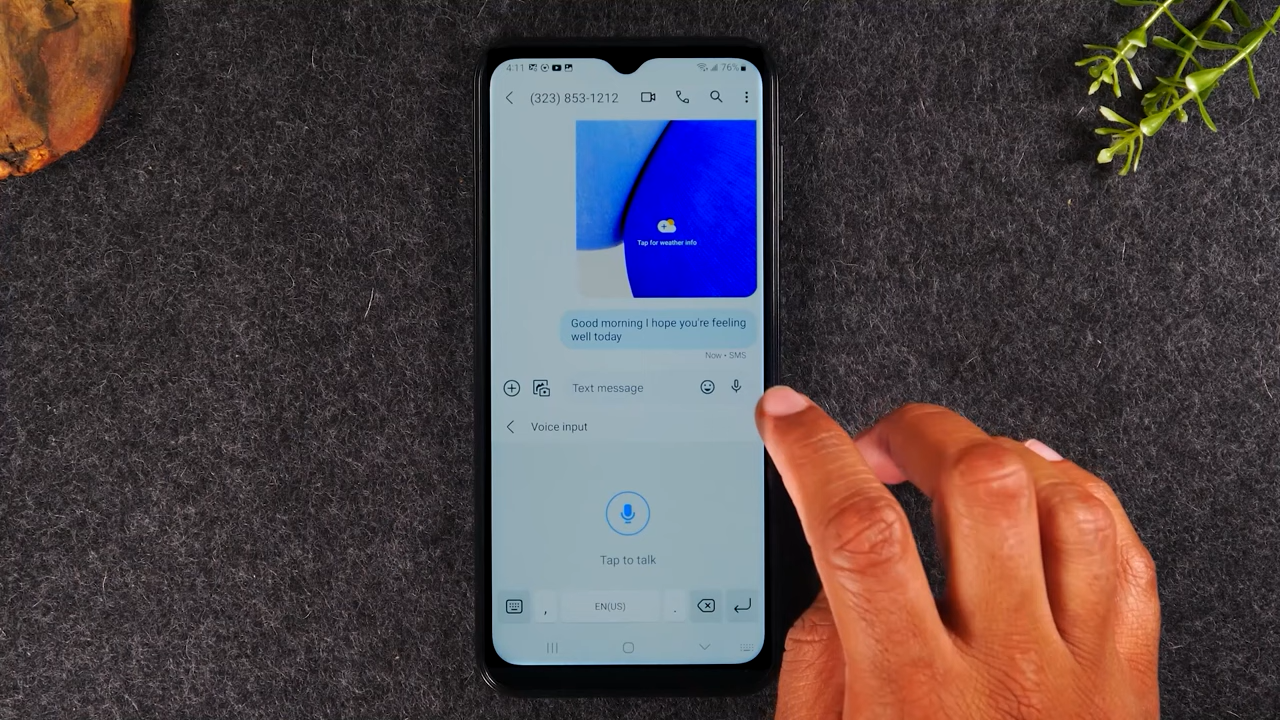 4:11
76%
(323) 853-1212
Tap for weather info
Good morning I hope you're feeling
well today
Now • SMS
Text message
Voice input
Tap to talk
, EN(US) .